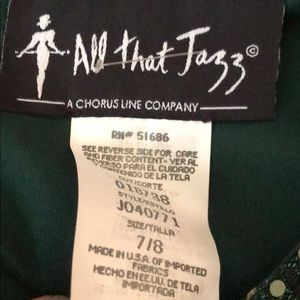 All that Jazz©
A CHORUS LINE COMPANY
RN# 51686
SEE REVERSE SIDE FOR CARE
AND FIBER CONTENT-VER AL
REVERSO PARA EL CUIDADO
Y CONTENIDO DE LA TELA
CUT/CORTE
018738
STYLE/ESTILO
J040771
SIZE/TALLA
7/8
MADE IN U.S.A. OF IMPORTED
FABRICS
HECHO EN EE.UU. DE TELA
IMPORTADA